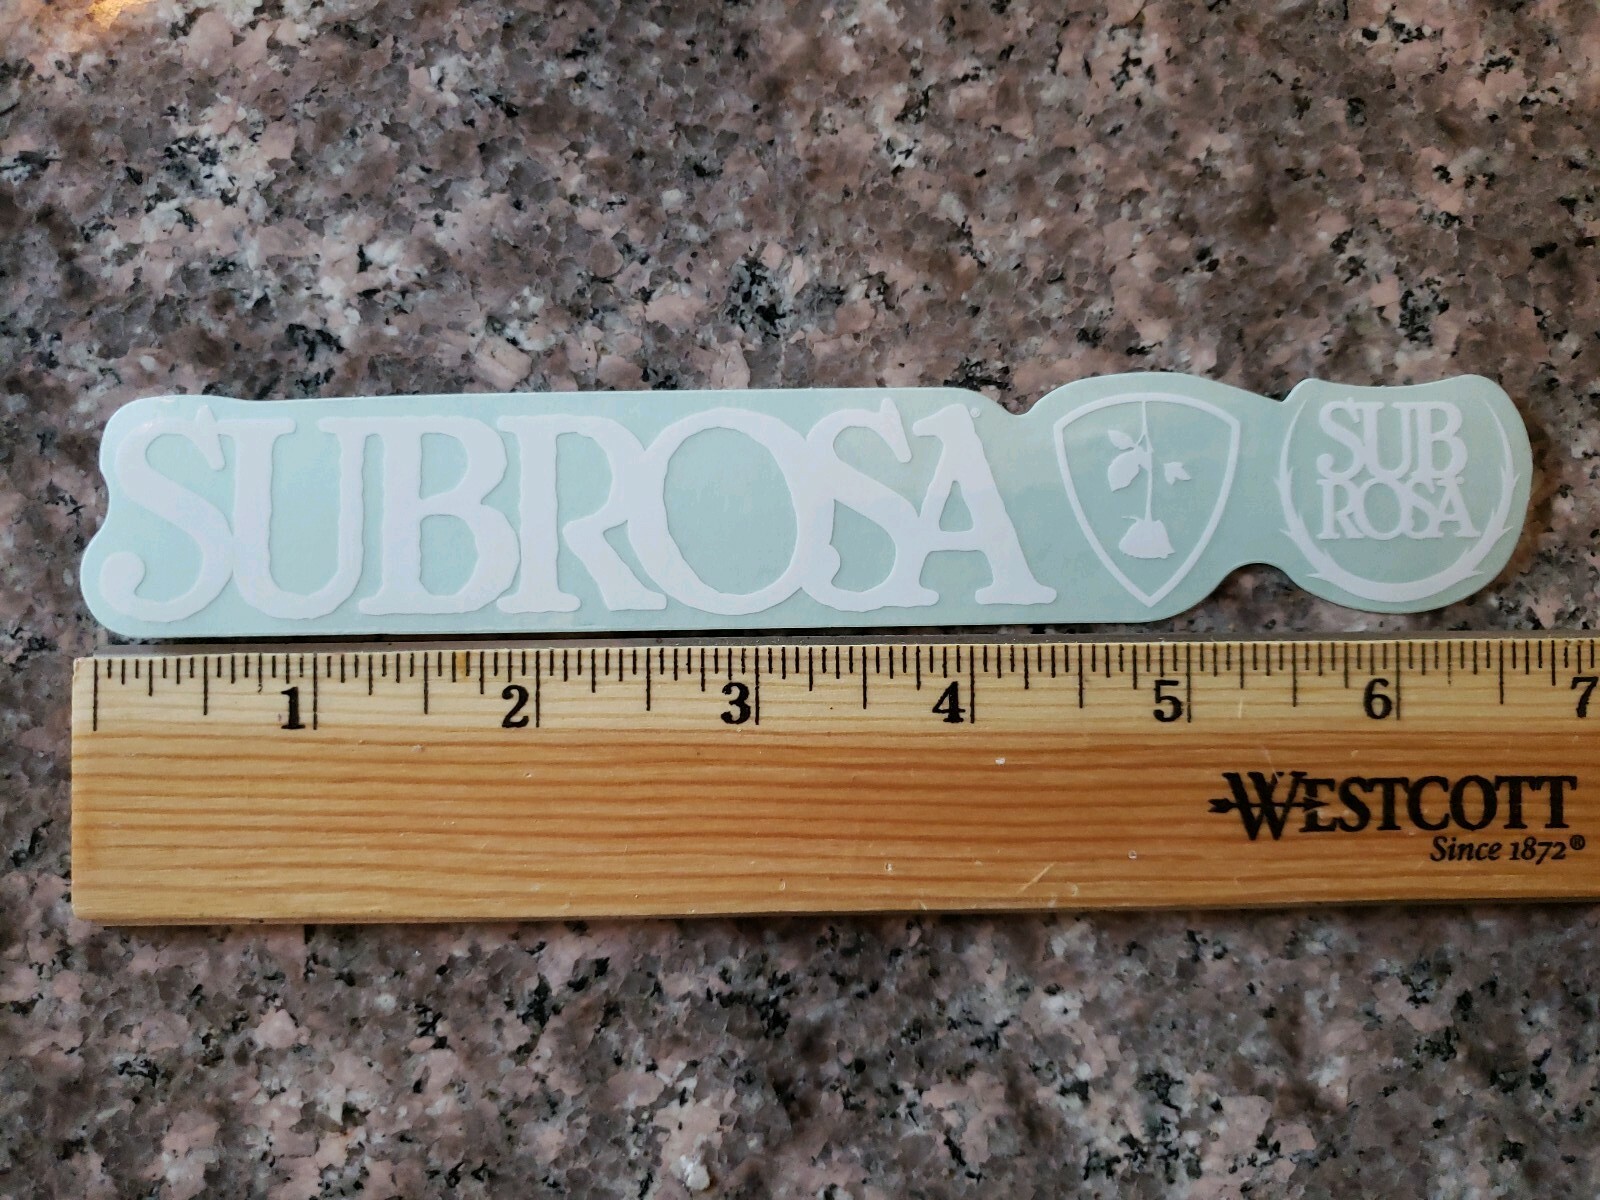 SUBROSA
SUB
ROSA
1 2 3 4 5 6 7
WESTCOTT
Since 1872®